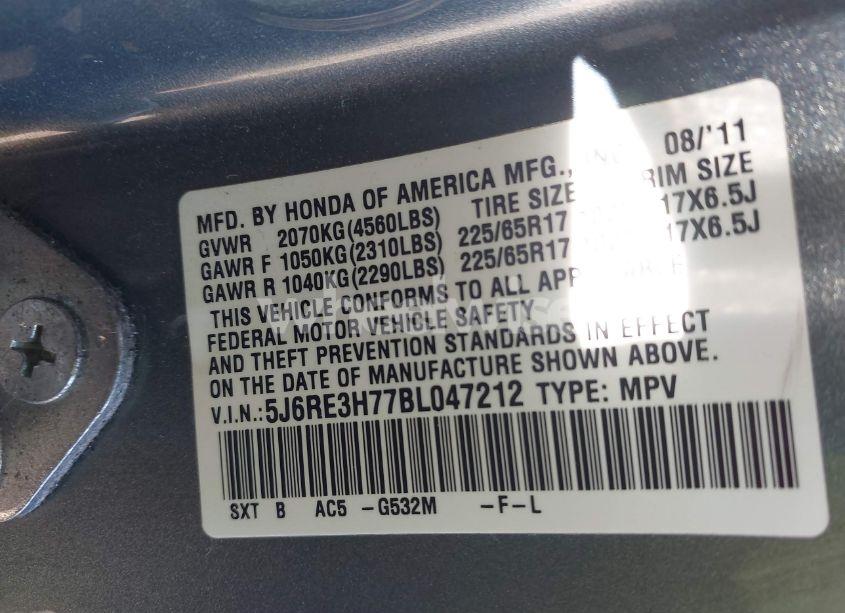 08/'11
MFD. BY HONDA OF AMERICA MFG., INC.
GVWR 2070KG(4560LBS) TIRE SIZE RIM SIZE
GAWR F 1050KG(2310LBS) 225/65R17 17X6.5J
GAWR R 1040KG(2290LBS) 225/65R17 17X6.5J
THIS VEHICLE CONFORMS TO ALL APPLICABLE
FEDERAL MOTOR VEHICLE SAFETY
AND THEFT PREVENTION STANDARDS IN EFFECT
ON THE DATE OF MANUFACTURE SHOWN ABOVE.
V.I.N.:5J6RE3H77BL047212 TYPE: MPV
SXT B AC5 -G532M -F-L